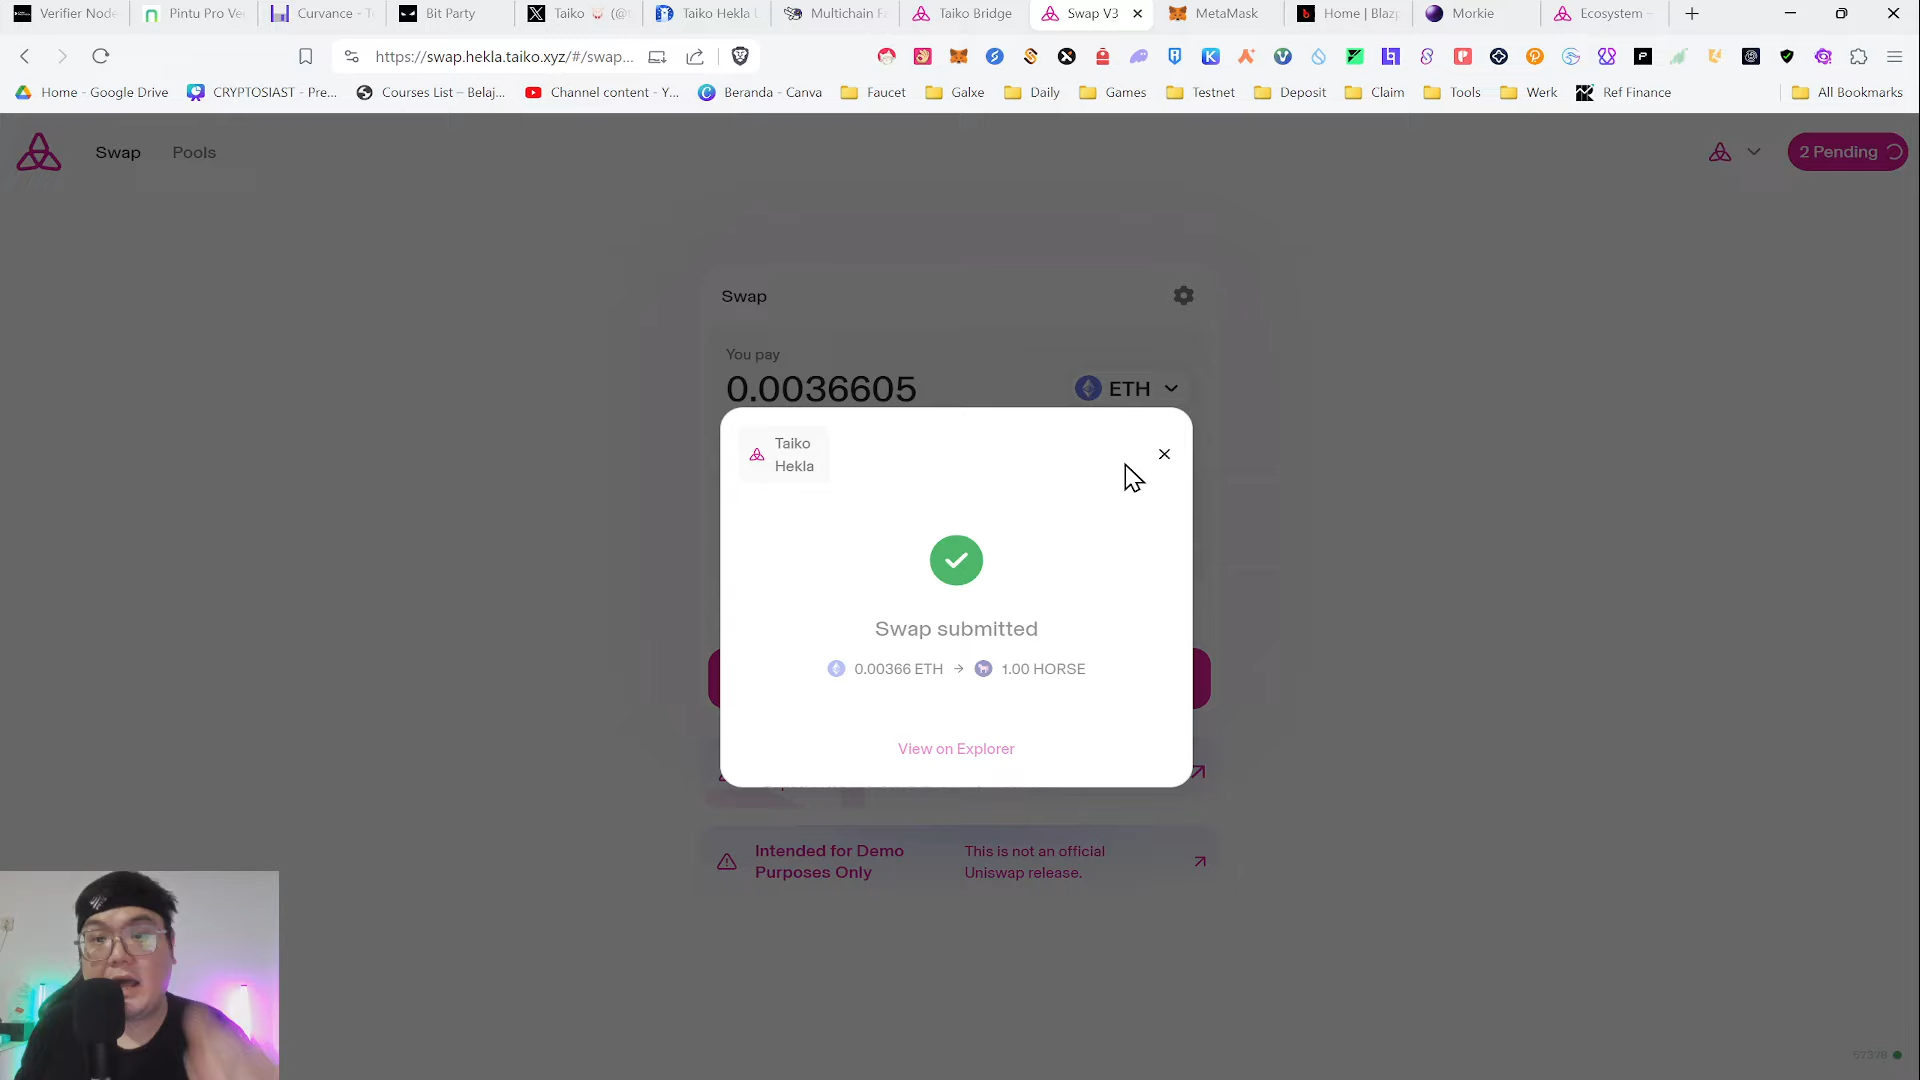 Verifier Node
Pintu Pro Ve
Curvance - T
Bit Party
Taiko
Taiko Hekla
Multichain F
Taiko Bridge
Swap V3
MetaMask
Home | Blaz
Morkie
Ecosystem –
https://swap.hekla.taiko.xyz/#/swap...
Home - Google Drive
CRYPTOSIAST - Pre...
Courses List – Belaj...
Channel content - Y...
Beranda - Canva
Faucet
Galxe
Daily
Games
Testnet
Deposit
Claim
Tools
Werk
Ref Finance
All Bookmarks
Swap
Pools
2 Pending
Swap
You pay
0.0036605
ETH
Taiko
Hekla
Swap submitted
0.00366 ETH → 1.00 HORSE
View on Explorer
Intended for Demo
Purposes Only
This is not an official
Uniswap release.
57378